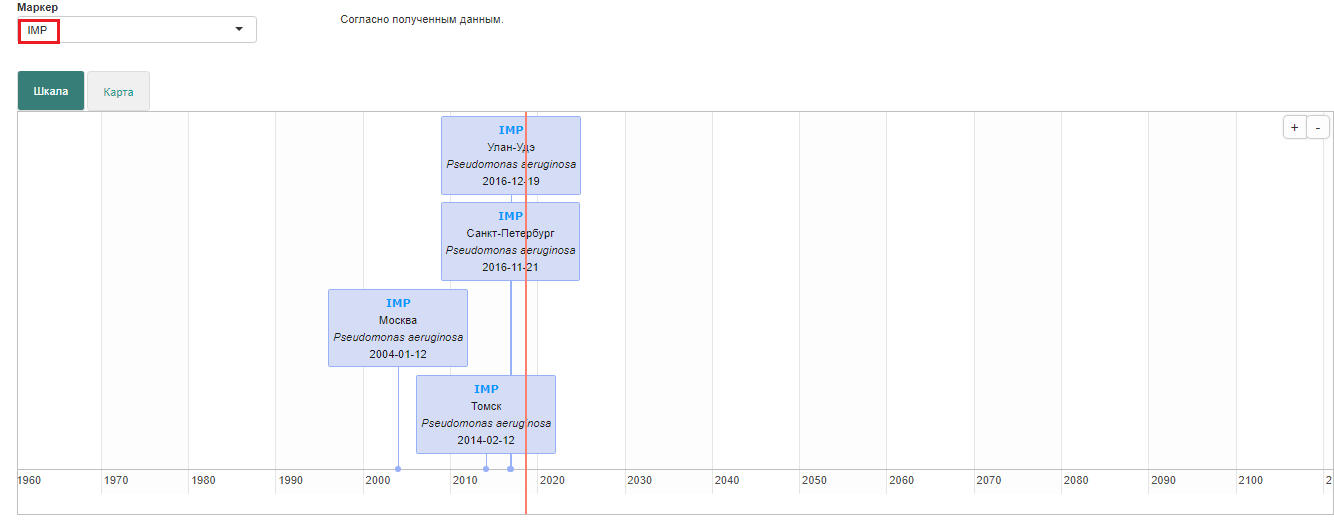 Маркер
IMP
Согласно полученным данным.
Шкала
Карта
+
-
IMP
Улан-Удэ
Pseudomonas aeruginosa
2016-12-19
IMP
Санкт-Петербург
Pseudomonas aeruginosa
2016-11-21
IMP
Москва
Pseudomonas aeruginosa
2004-01-12
IMP
Томск
Pseudomonas aeruginosa
2014-02-12
1960 1970 1980 1990 2000 2010 2020 2030 2040 2050 2060 2070 2080 2090 2100 2